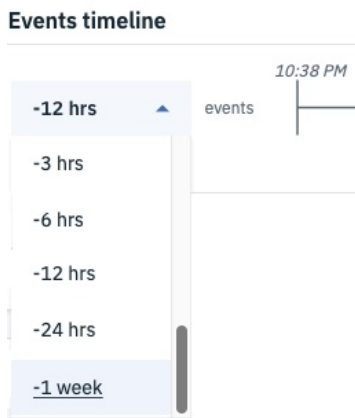 Events timeline
10:38 PM
-12 hrs
events
-3 hrs
-6 hrs
-12 hrs
-24 hrs
-1 week